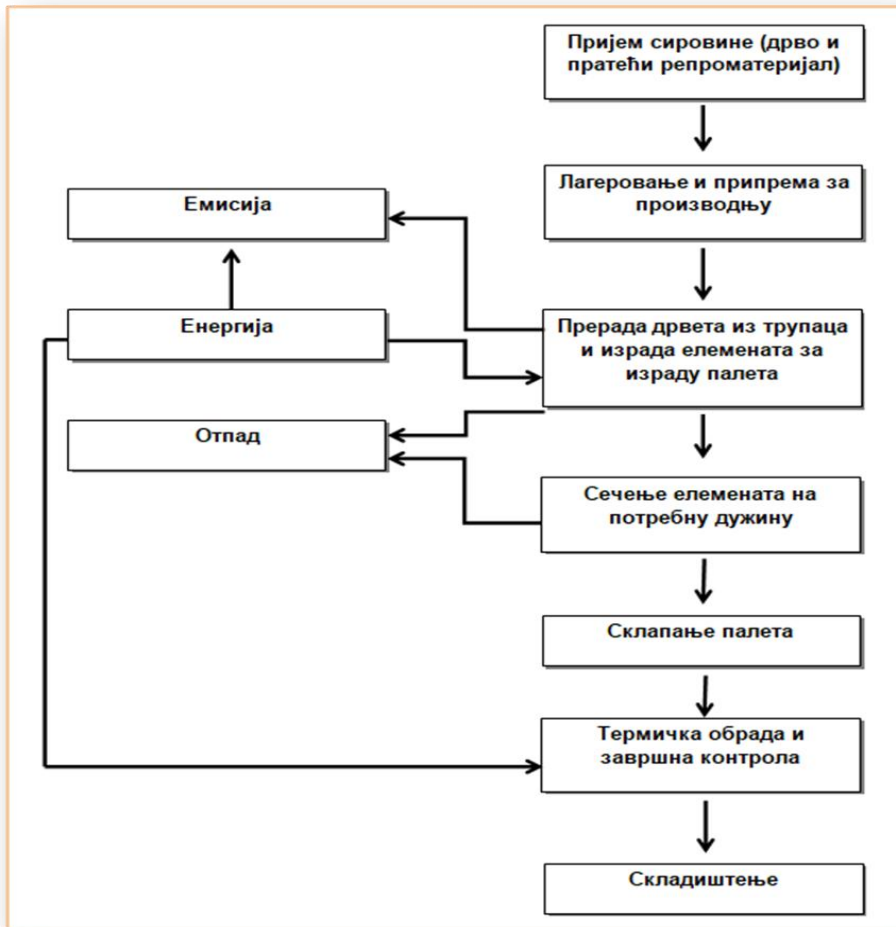 Пријем сировине (дрво и
пратећи репроматеријал)
Лагеровање и припрема за
производњу
Емисија
Енергија
Прерада дрвета из трупаца
и израда елемената за
израду палета
Отпад
Сечење елемената на
потребну дужину
Склапање палета
Термичка обрада и
завршна контрола
Складиштење